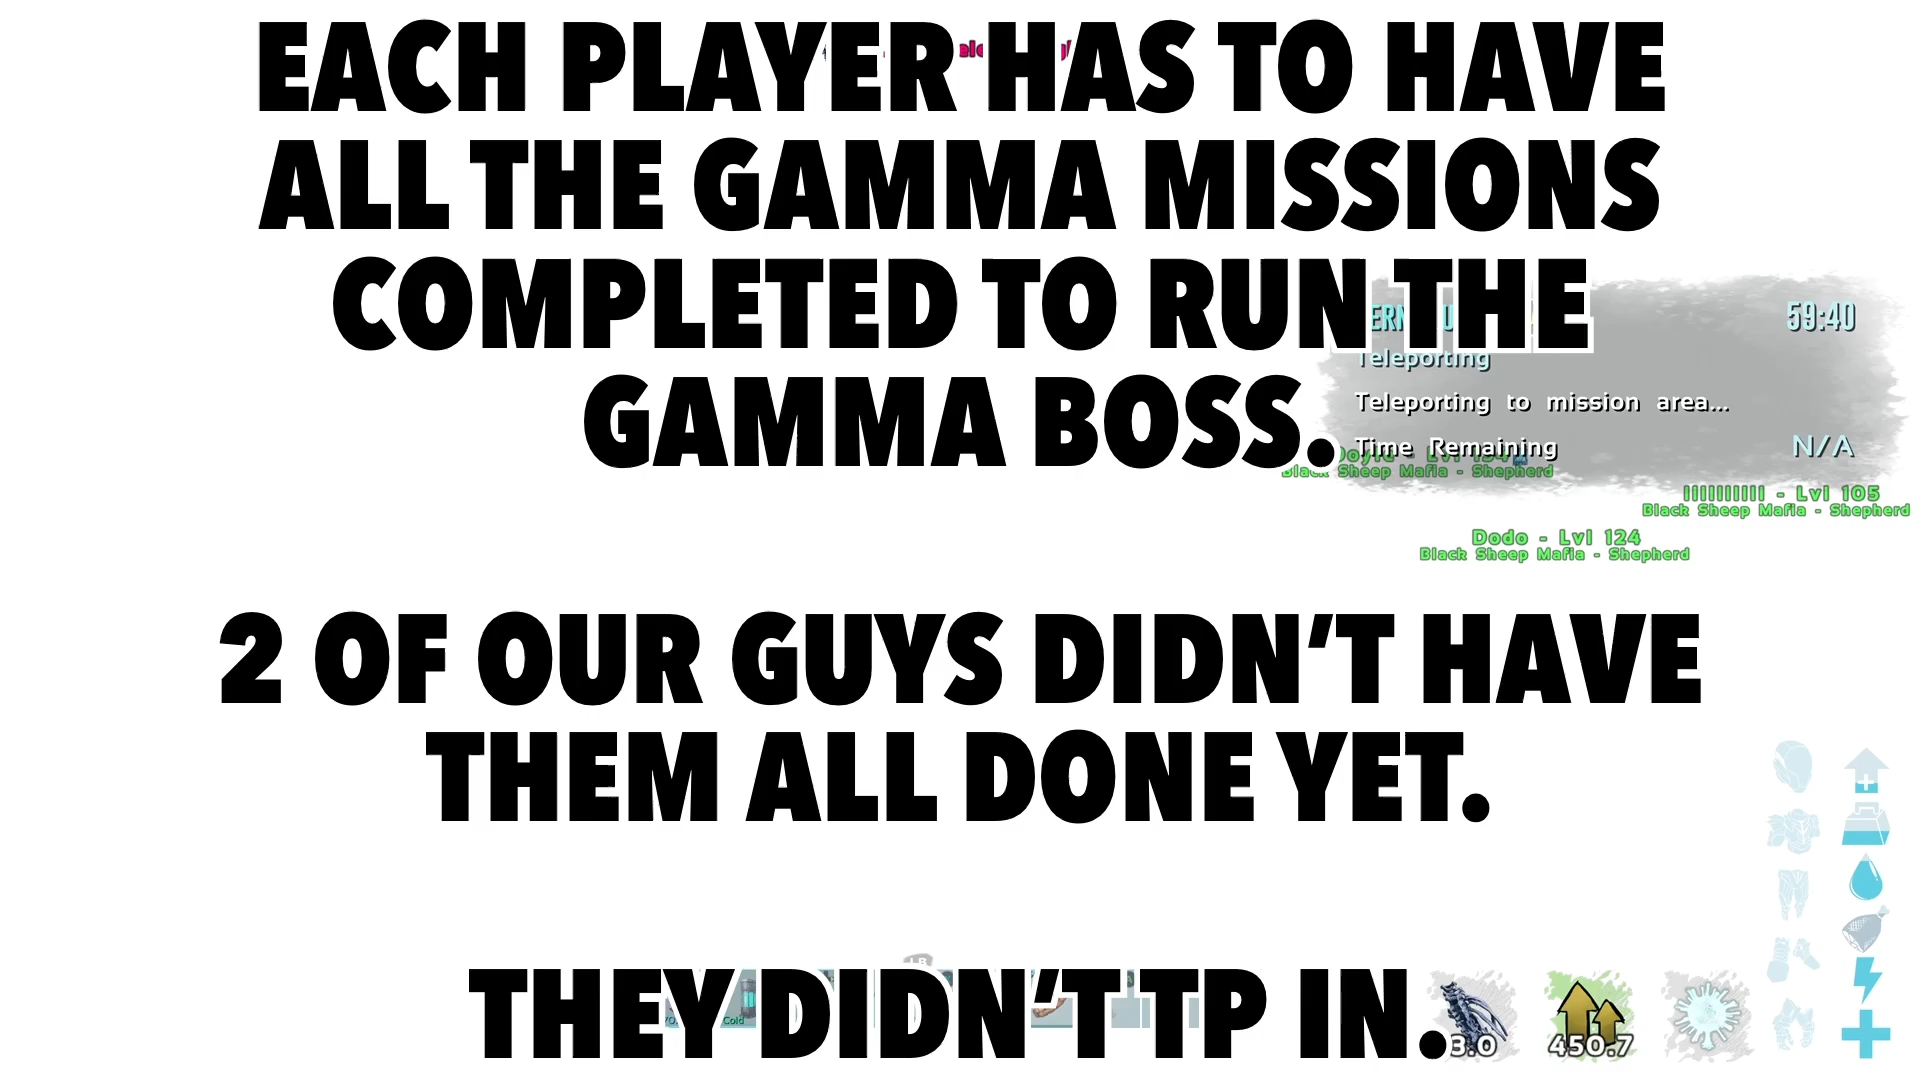 EACH PLAYER HAS TO HAVE
ALL THE GAMMA MISSIONS
COMPLETED TO RUN THE
59:40
Teleporting
GAMMA BOSS.
Teleporting to mission area...
Time Remaining N/A
Black Sheep Mafia - Shepherd
IIIIIIIIII - Lvl 105
Black Sheep Mafia - Shepherd
Dodo - Lvl 124
Black Sheep Mafia - Shepherd
2 OF OUR GUYS DIDN'T HAVE
THEM ALL DONE YET.
THEY DIDN'T TP IN.
Cold
3.0
450.7